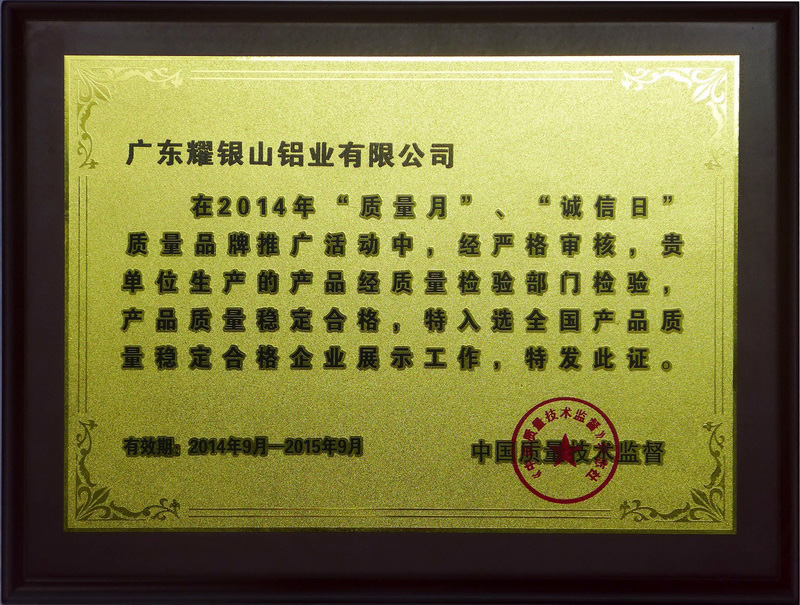 广东耀银山铝业有限公司
在2014年“质量月”、“诚信日”
质量品牌推广活动中，经严格审核，贵
单位生产的产品经质量检验部门检验，
产品质量稳定合格，特入选全国产品质
量稳定合格企业展示工作，特发此证。
有效期：2014年9月—2015年9月
中国质量技术监督